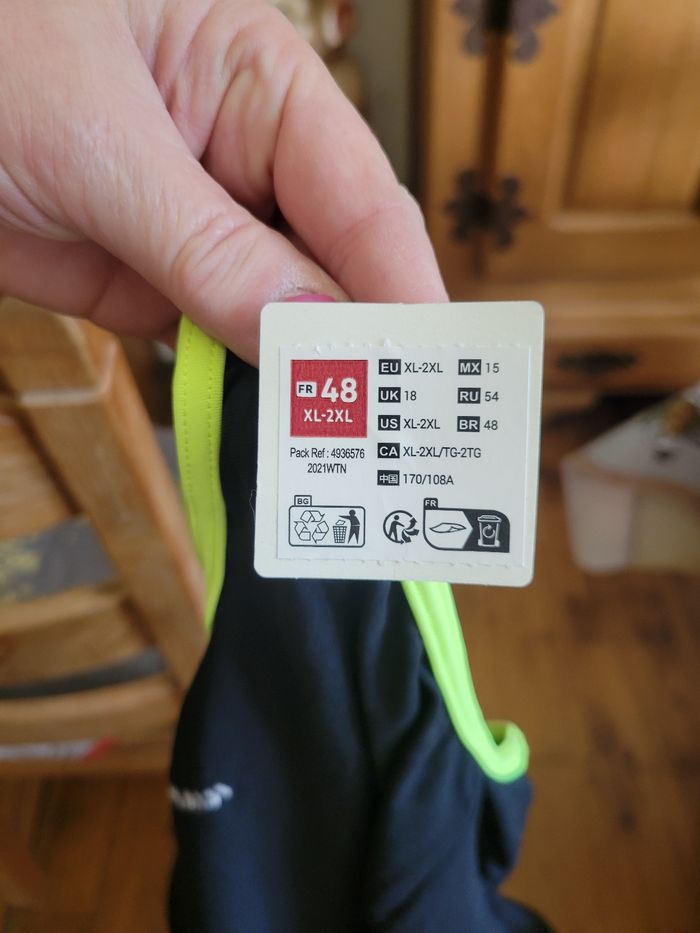 FR 48
XL-2XL
Pack Ref : 4936576
2021WTN
EU XL-2XL
UK 18
US XL-2XL
CA XL-2XL/TG-2TG
中国 170/108A
MX 15
RU 54
BR 48
BG
FR